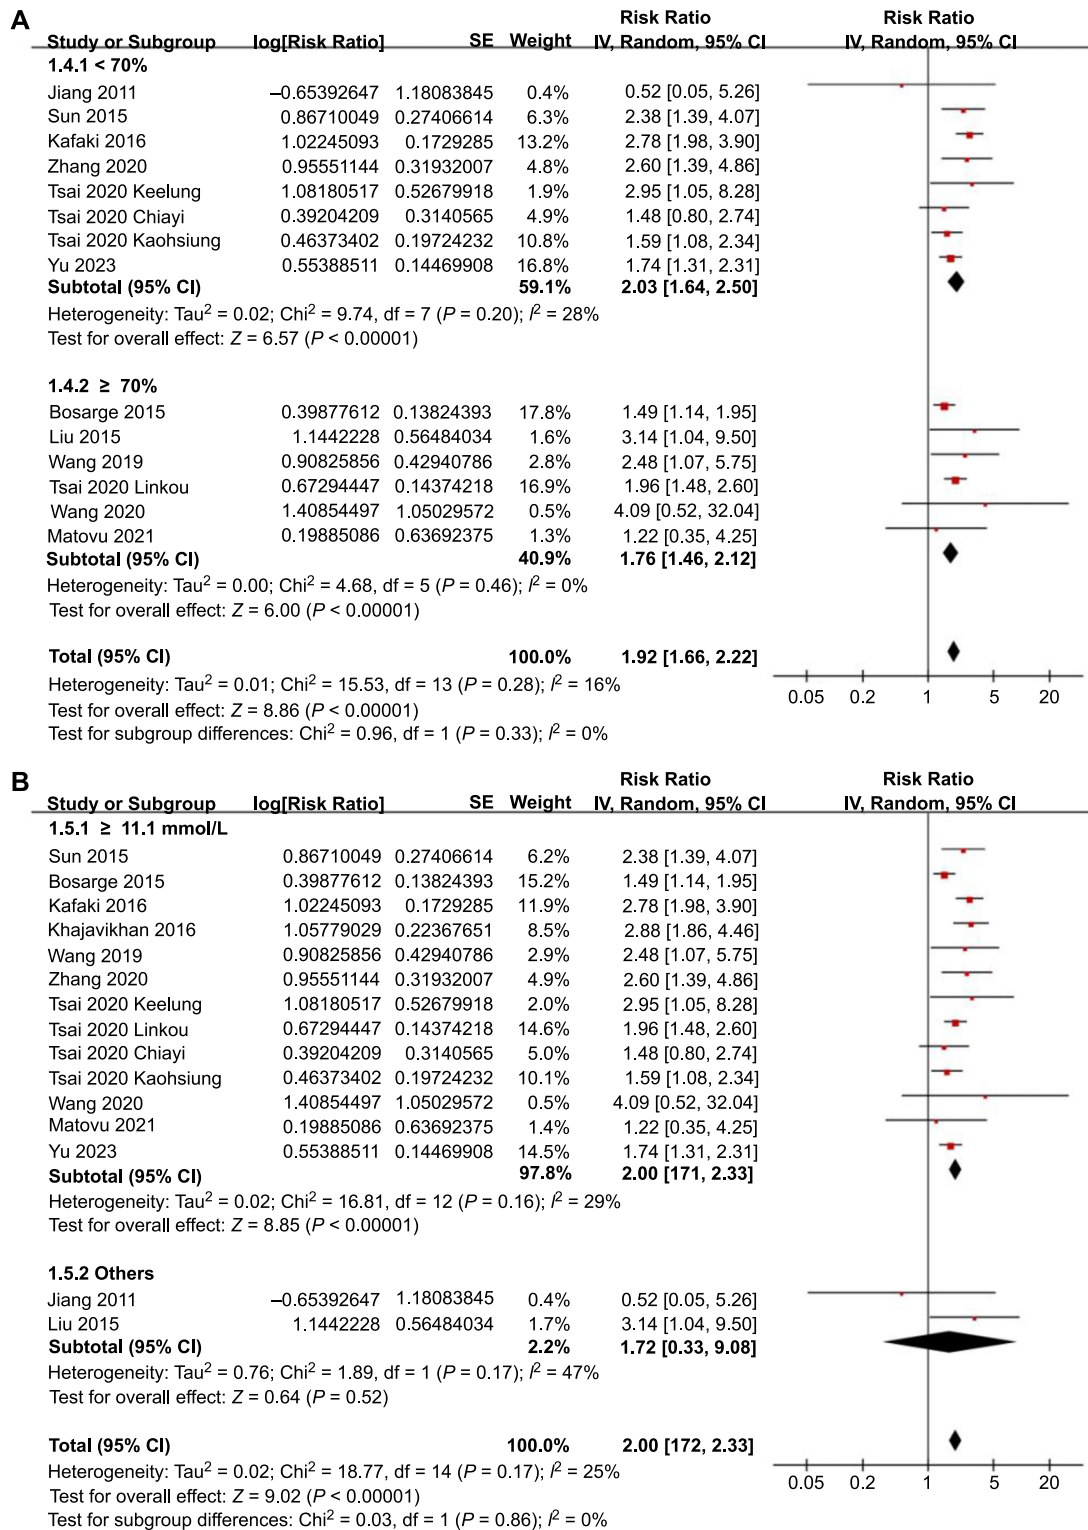 A
Risk Ratio Risk Ratio
Study or Subgroup log[Risk Ratio] SE Weight IV, Random, 95% CI IV, Random, 95% CI
1.4.1 < 70%
Jiang 2011 –0.65392647 1.18083845 0.4% 0.52 [0.05, 5.26]
Sun 2015 0.86710049 0.27406614 6.3% 2.38 [1.39, 4.07]
Kafaki 2016 1.02245093 0.1729285 13.2% 2.78 [1.98, 3.90]
Zhang 2020 0.95551144 0.31932007 4.8% 2.60 [1.39, 4.86]
Tsai 2020 Keelung 1.08180517 0.52679918 1.9% 2.95 [1.05, 8.28]
Tsai 2020 Chiayi 0.39204209 0.3140565 4.9% 1.48 [0.80, 2.74]
Tsai 2020 Kaohsiung 0.46373402 0.19724232 10.8% 1.59 [1.08, 2.34]
Yu 2023 0.55388511 0.14469908 16.8% 1.74 [1.31, 2.31]
Subtotal (95% CI) 59.1% 2.03 [1.64, 2.50]
Heterogeneity: Tau² = 0.02; Chi² = 9.74, df = 7 (P = 0.20); I² = 28%
Test for overall effect: Z = 6.57 (P < 0.00001)
1.4.2 ≥ 70%
Bosarge 2015 0.39877612 0.13824393 17.8% 1.49 [1.14, 1.95]
Liu 2015 1.1442228 0.56484034 1.6% 3.14 [1.04, 9.50]
Wang 2019 0.90825856 0.42940786 2.8% 2.48 [1.07, 5.75]
Tsai 2020 Linkou 0.67294447 0.14374218 16.9% 1.96 [1.48, 2.60]
Wang 2020 1.40854497 1.05029572 0.5% 4.09 [0.52, 32.04]
Matovu 2021 0.19885086 0.63692375 1.3% 1.22 [0.35, 4.25]
Subtotal (95% CI) 40.9% 1.76 [1.46, 2.12]
Heterogeneity: Tau² = 0.00; Chi² = 4.68, df = 5 (P = 0.46); I² = 0%
Test for overall effect: Z = 6.00 (P < 0.00001)
Total (95% CI) 100.0% 1.92 [1.66, 2.22]
Heterogeneity: Tau² = 0.01; Chi² = 15.53, df = 13 (P = 0.28); I² = 16%
0.05 0.2 1 5 20
Test for overall effect: Z = 8.86 (P < 0.00001)
Test for subgroup differences: Chi² = 0.96, df = 1 (P = 0.33); I² = 0%
B
Risk Ratio Risk Ratio
Study or Subgroup log[Risk Ratio] SE Weight IV, Random, 95% CI IV, Random, 95% CI
1.5.1 ≥ 11.1 mmol/L
Sun 2015 0.86710049 0.27406614 6.2% 2.38 [1.39, 4.07]
Bosarge 2015 0.39877612 0.13824393 15.2% 1.49 [1.14, 1.95]
Kafaki 2016 1.02245093 0.1729285 11.9% 2.78 [1.98, 3.90]
Khajavikhan 2016 1.05779029 0.22367651 8.5% 2.88 [1.86, 4.46]
Wang 2019 0.90825856 0.42940786 2.9% 2.48 [1.07, 5.75]
Zhang 2020 0.95551144 0.31932007 4.9% 2.60 [1.39, 4.86]
Tsai 2020 Keelung 1.08180517 0.52679918 2.0% 2.95 [1.05, 8.28]
Tsai 2020 Linkou 0.67294447 0.14374218 14.6% 1.96 [1.48, 2.60]
Tsai 2020 Chiayi 0.39204209 0.3140565 5.0% 1.48 [0.80, 2.74]
Tsai 2020 Kaohsiung 0.46373402 0.19724232 10.1% 1.59 [1.08, 2.34]
Wang 2020 1.40854497 1.05029572 0.5% 4.09 [0.52, 32.04]
Matovu 2021 0.19885086 0.63692375 1.4% 1.22 [0.35, 4.25]
Yu 2023 0.55388511 0.14469908 14.5% 1.74 [1.31, 2.31]
Subtotal (95% CI) 97.8% 2.00 [171, 2.33]
Heterogeneity: Tau² = 0.02; Chi² = 16.81, df = 12 (P = 0.16); I² = 29%
Test for overall effect: Z = 8.85 (P < 0.00001)
1.5.2 Others
Jiang 2011 –0.65392647 1.18083845 0.4% 0.52 [0.05, 5.26]
Liu 2015 1.1442228 0.56484034 1.7% 3.14 [1.04, 9.50]
Subtotal (95% CI) 2.2% 1.72 [0.33, 9.08]
Heterogeneity: Tau² = 0.76; Chi² = 1.89, df = 1 (P = 0.17); I² = 47%
Test for overall effect: Z = 0.64 (P = 0.52)
Total (95% CI) 100.0% 2.00 [172, 2.33]
Heterogeneity: Tau² = 0.02; Chi² = 18.77, df = 14 (P = 0.17); I² = 25%
0.05 0.2 1 5 20
Test for overall effect: Z = 9.02 (P < 0.00001)
Test for subgroup differences: Chi² = 0.03, df = 1 (P = 0.86); I² = 0%